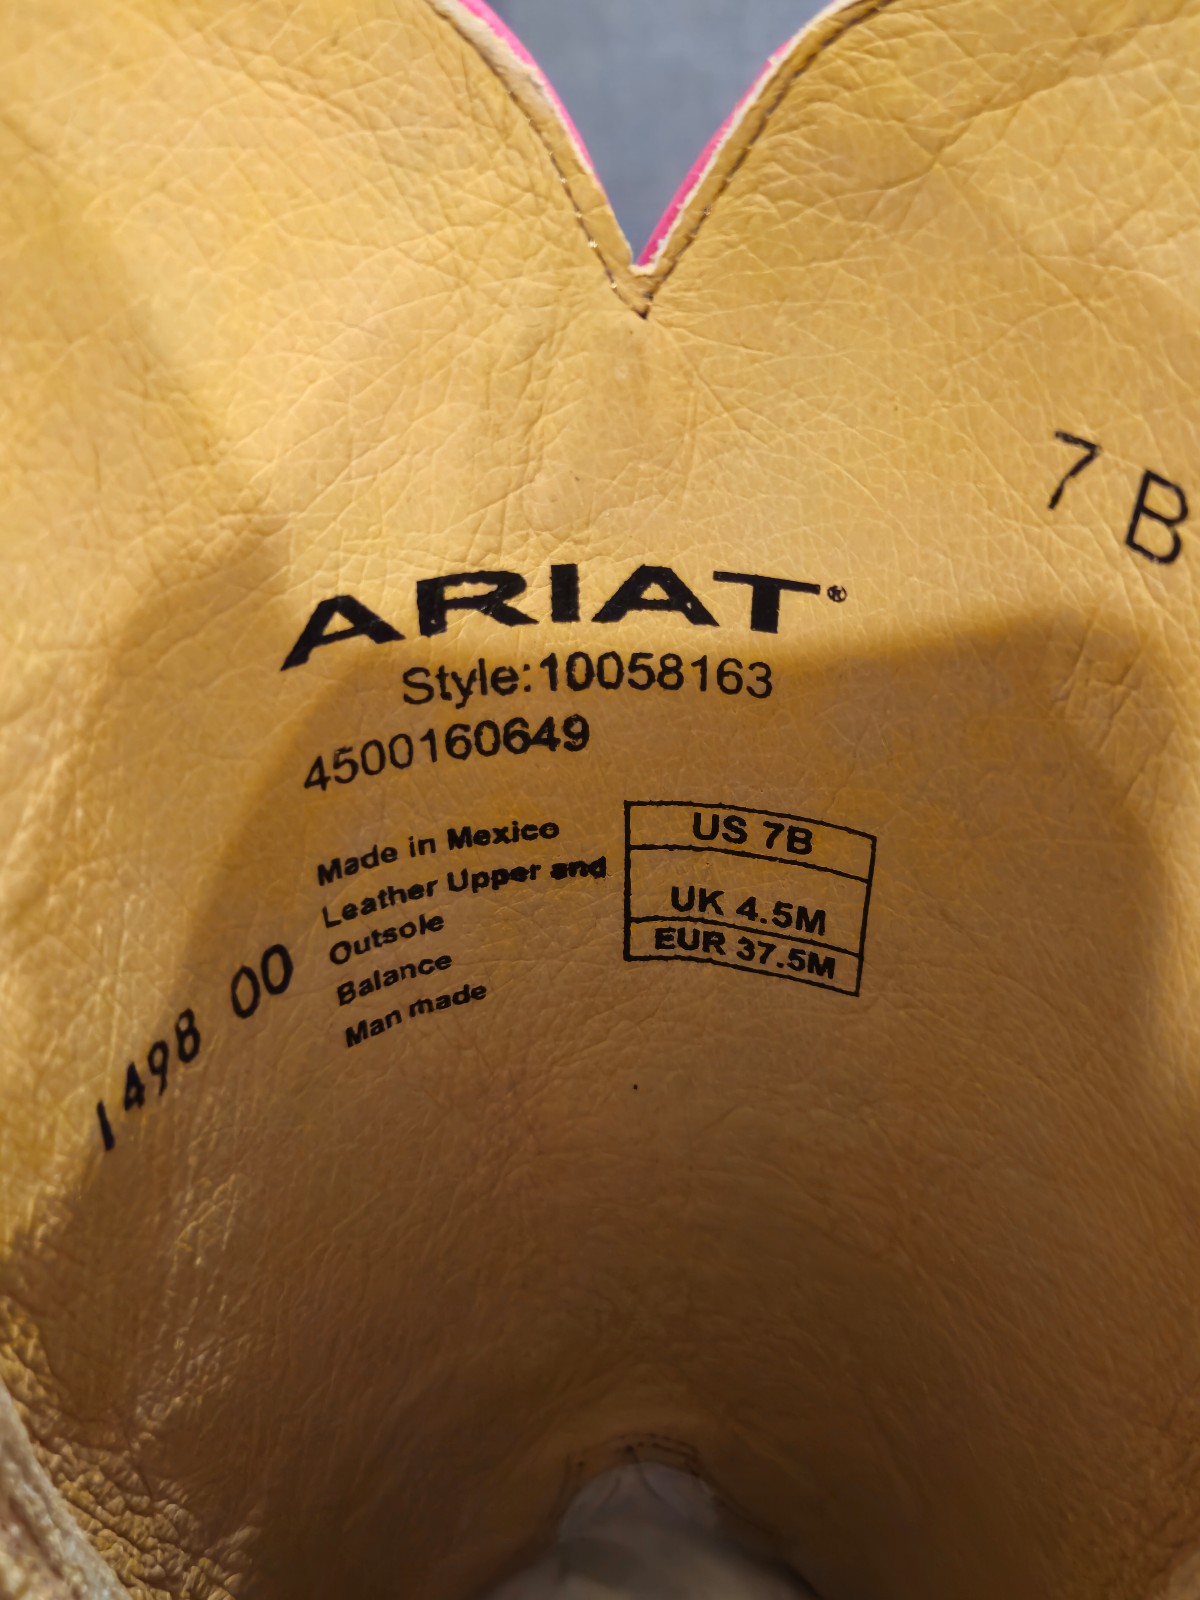 7 B
ARIAT®
Style:10058163
4500160649
Made in Mexico
Leather Upper and
Outsole
Balance
Man made
US 7B
UK 4.5M
EUR 37.5M
1498 00